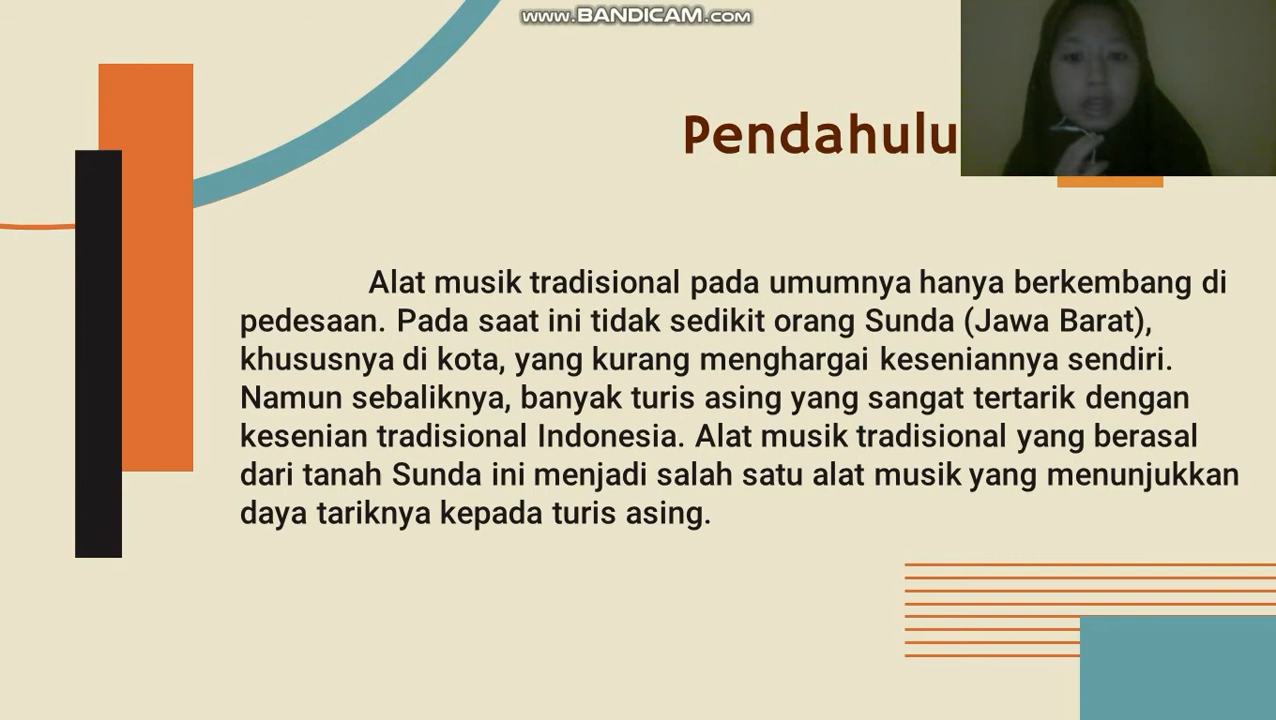 www.BANDICAM.com
Pendahulu
Alat musik tradisional pada umumnya hanya berkembang di
pedesaan. Pada saat ini tidak sedikit orang Sunda (Jawa Barat),
khususnya di kota, yang kurang menghargai keseniannya sendiri.
Namun sebaliknya, banyak turis asing yang sangat tertarik dengan
kesenian tradisional Indonesia. Alat musik tradisional yang berasal
dari tanah Sunda ini menjadi salah satu alat musik yang menunjukkan
daya tariknya kepada turis asing.